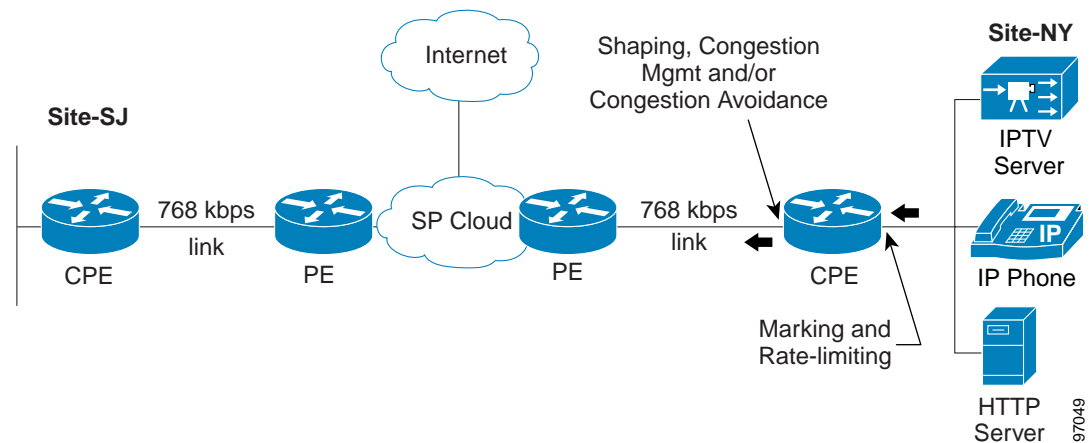 Site-SJ
CPE
768 kbps
link
PE
Internet
SP Cloud
PE
768 kbps
link
Shaping, Congestion
Mgmt and/or
Congestion Avoidance
CPE
Marking and
Rate-limiting
Site-NY
IPTV
Server
IP
IP Phone
HTTP
Server
97049